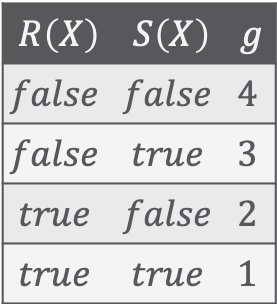 R(X) S(X) g
false false 4
false true 3
true false 2
true true 1